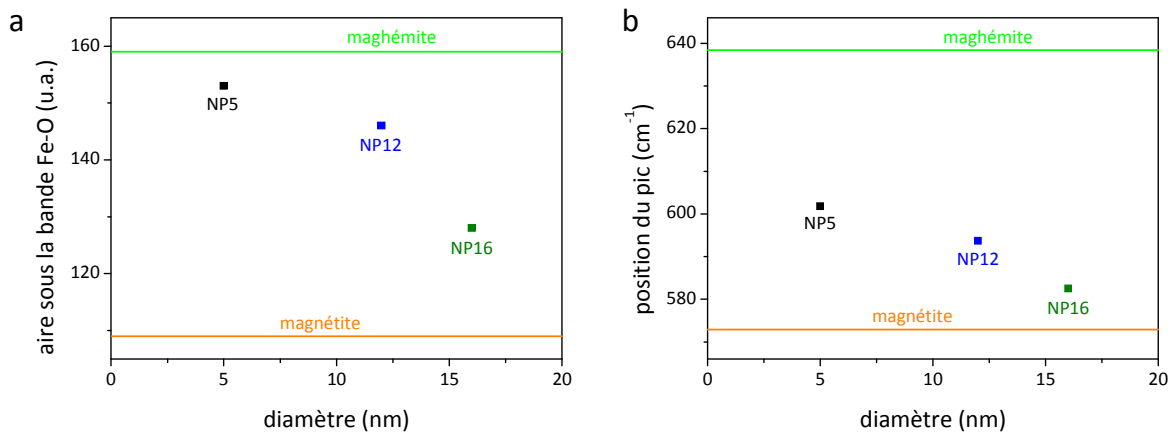 a
160
140
120
aire sous la bande Fe-O (u.a.)
maghémite
NP5
NP12
NP16
magnétite
0 5 10 15 20
diamètre (nm)
b
640
620
600
580
position du pic (cm⁻¹)
maghémite
NP5
NP12
NP16
magnétite
0 5 10 15 20
diamètre (nm)